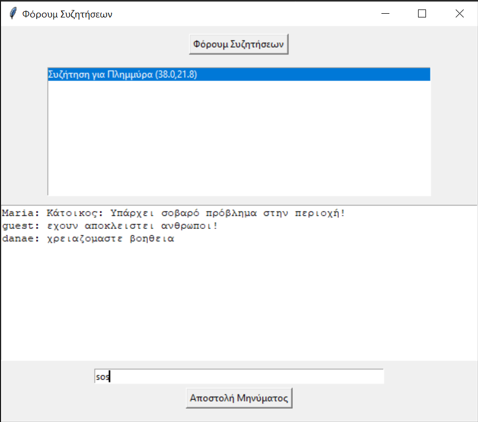 Φόρουμ Συζητήσεων
Φόρουμ Συζητήσεων
Συζήτηση για Πλημμύρα (38.0,21.8)
Maria: Κάτοικος: Υπάρχει σοβαρό πρόβλημα στην περιοχή!
guest: εχουν αποκλειστει ανθρωποι!
danae: χρειαζομαστε βοηθεια
sos
Αποστολή Μηνύματος